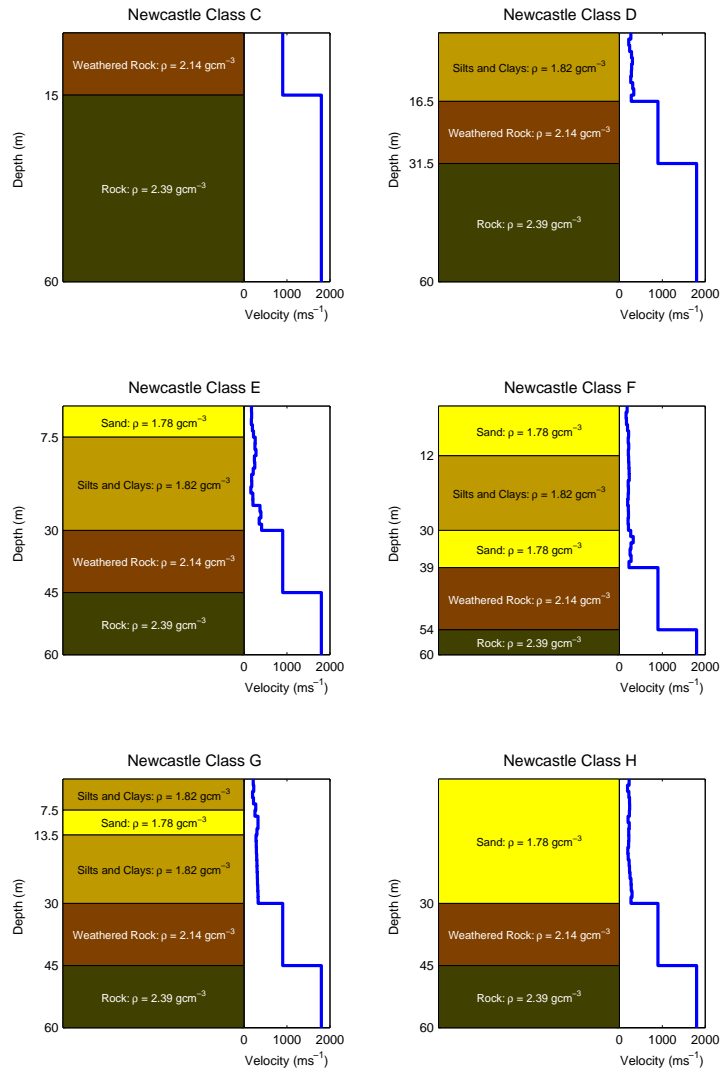 Newcastle Class C
Weathered Rock: ρ = 2.14 gcm⁻³
15
Depth (m)
Rock: ρ = 2.39 gcm⁻³
60
0 1000 2000
Velocity (ms⁻¹)
Newcastle Class D
Silts and Clays: ρ = 1.82 gcm⁻³
16.5
Weathered Rock: ρ = 2.14 gcm⁻³
Depth (m)
31.5
Rock: ρ = 2.39 gcm⁻³
60
0 1000 2000
Velocity (ms⁻¹)
Newcastle Class E
Sand: ρ = 1.78 gcm⁻³
7.5
Silts and Clays: ρ = 1.82 gcm⁻³
Depth (m)
30
Weathered Rock: ρ = 2.14 gcm⁻³
45
Rock: ρ = 2.39 gcm⁻³
60
0 1000 2000
Velocity (ms⁻¹)
Newcastle Class F
Sand: ρ = 1.78 gcm⁻³
12
Silts and Clays: ρ = 1.82 gcm⁻³
Depth (m)
30
Sand: ρ = 1.78 gcm⁻³
39
Weathered Rock: ρ = 2.14 gcm⁻³
54
Rock: ρ = 2.39 gcm⁻³
60
0 1000 2000
Velocity (ms⁻¹)
Newcastle Class G
Silts and Clays: ρ = 1.82 gcm⁻³
7.5
Sand: ρ = 1.78 gcm⁻³
13.5
Silts and Clays: ρ = 1.82 gcm⁻³
Depth (m)
30
Weathered Rock: ρ = 2.14 gcm⁻³
45
Rock: ρ = 2.39 gcm⁻³
60
0 1000 2000
Velocity (ms⁻¹)
Newcastle Class H
Sand: ρ = 1.78 gcm⁻³
Depth (m)
30
Weathered Rock: ρ = 2.14 gcm⁻³
45
Rock: ρ = 2.39 gcm⁻³
60
0 1000 2000
Velocity (ms⁻¹)